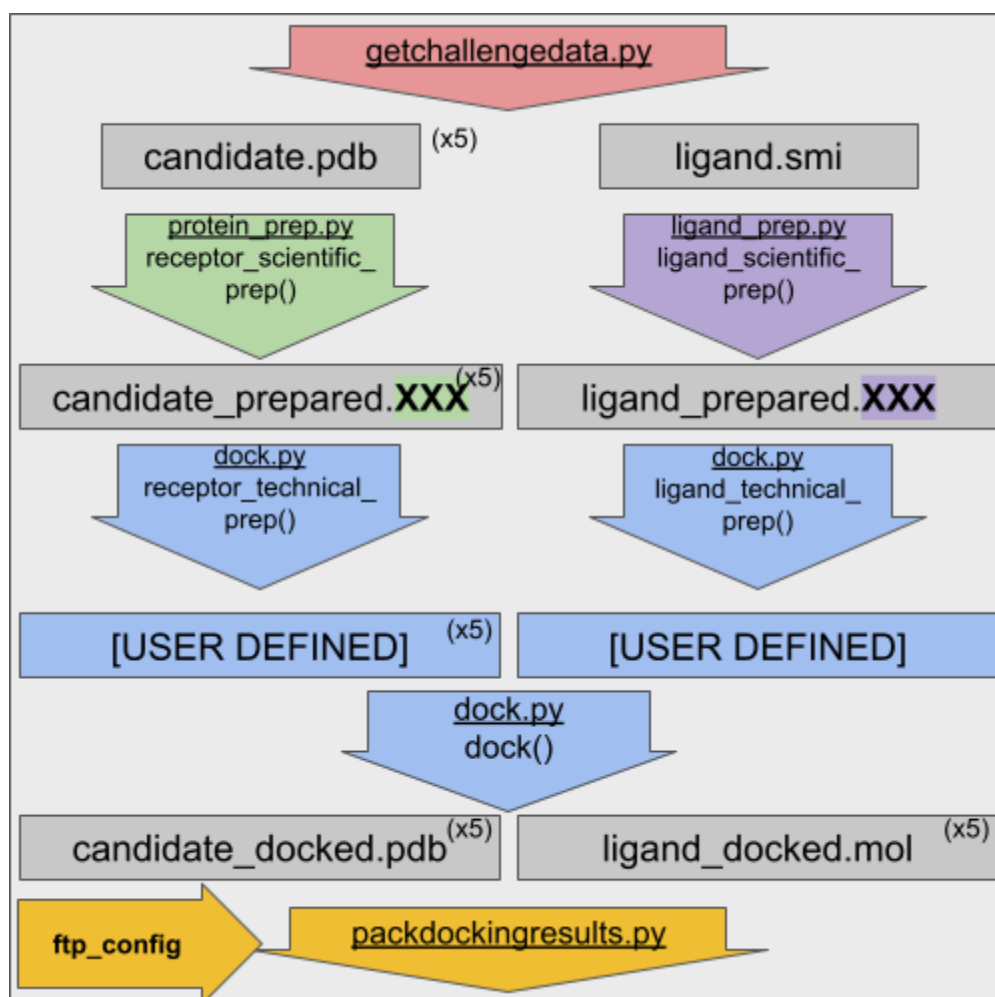 getchallengedata.py
candidate.pdb
(x5)
ligand.smi
protein_prep.py
receptor_scientific_
prep()
ligand_prep.py
ligand_scientific_
prep()
candidate_prepared.XXX
(x5)
ligand_prepared.XXX
dock.py
receptor_technical_
prep()
dock.py
ligand_technical_
prep()
[USER DEFINED]
(x5)
[USER DEFINED]
dock.py
dock()
candidate_docked.pdb
(x5)
ligand_docked.mol
(x5)
ftp_config
packdockingresults.py